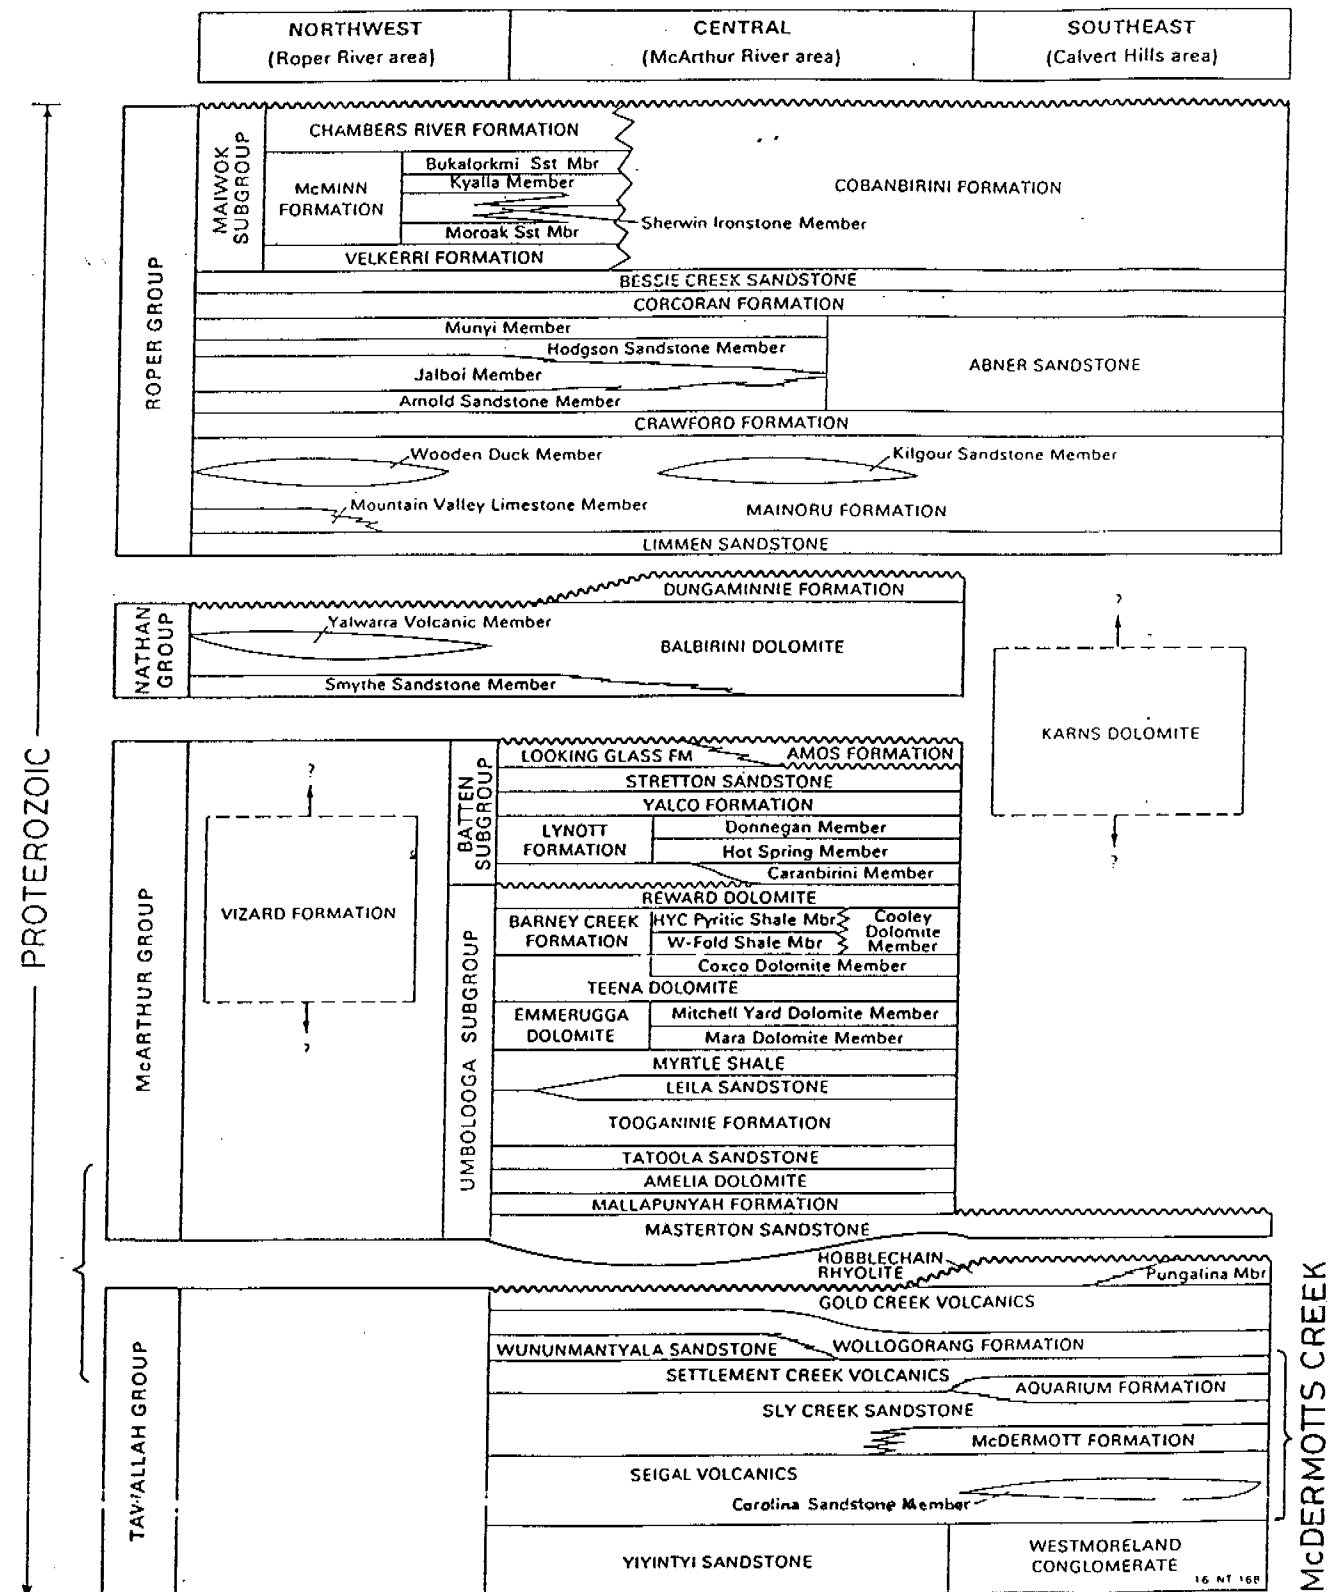 NORTHWEST
(Roper River area)
CENTRAL
(McArthur River area)
SOUTHEAST
(Calvert Hills area)
PROTEROZOIC
ROPER GROUP
MAIWOK
SUBGROUP
CHAMBERS RIVER FORMATION
McMINN
FORMATION
Bukalorkmi Sst Mbr
Kyalla Member
Sherwin Ironstone Member
Moroak Sst Mbr
VELKERRI FORMATION
COBANBIRINI FORMATION
BESSIE CREEK SANDSTONE
CORCORAN FORMATION
Munyi Member
Hodgson Sandstone Member
Jalboi Member
Arnold Sandstone Member
ABNER SANDSTONE
CRAWFORD FORMATION
Wooden Duck Member
Kilgour Sandstone Member
Mountain Valley Limestone Member
MAINORU FORMATION
LIMMEN SANDSTONE
NATHAN
GROUP
DUNGAMINNIE FORMATION
Yalwarra Volcanic Member
BALBIRINI DOLOMITE
Smythe Sandstone Member
?
KARNS DOLOMITE
?
McARTHUR GROUP
?
VIZARD FORMATION
?
BATTEN
SUBGROUP
LOOKING GLASS FM
AMOS FORMATION
STRETTON SANDSTONE
YALCO FORMATION
LYNOTT
FORMATION
Donnegan Member
Hot Spring Member
Caranbirini Member
UMBOLOOGA SUBGROUP
REWARD DOLOMITE
BARNEY CREEK
FORMATION
HYC Pyritic Shale Mbr
W-Fold Shale Mbr
Cooley
Dolomite
Member
Coxco Dolomite Member
TEENA DOLOMITE
EMMERUGGA
DOLOMITE
Mitchell Yard Dolomite Member
Mara Dolomite Member
MYRTLE SHALE
LEILA SANDSTONE
TOOGANINIE FORMATION
TATOOLA SANDSTONE
AMELIA DOLOMITE
MALLAPUNYAH FORMATION
MASTERTON SANDSTONE
TAWALLAH GROUP
HOBBLECHAIN
RHYOLITE
Pungalina Mbr
GOLD CREEK VOLCANICS
WUNUNMANTYALA SANDSTONE
WOLLOGORANG FORMATION
SETTLEMENT CREEK VOLCANICS
AQUARIUM FORMATION
SLY CREEK SANDSTONE
McDERMOTT FORMATION
SEIGAL VOLCANICS
Carolina Sandstone Member
YIYINTYI SANDSTONE
WESTMORELAND
CONGLOMERATE
16 NT 168
McDERMOTTS CREEK